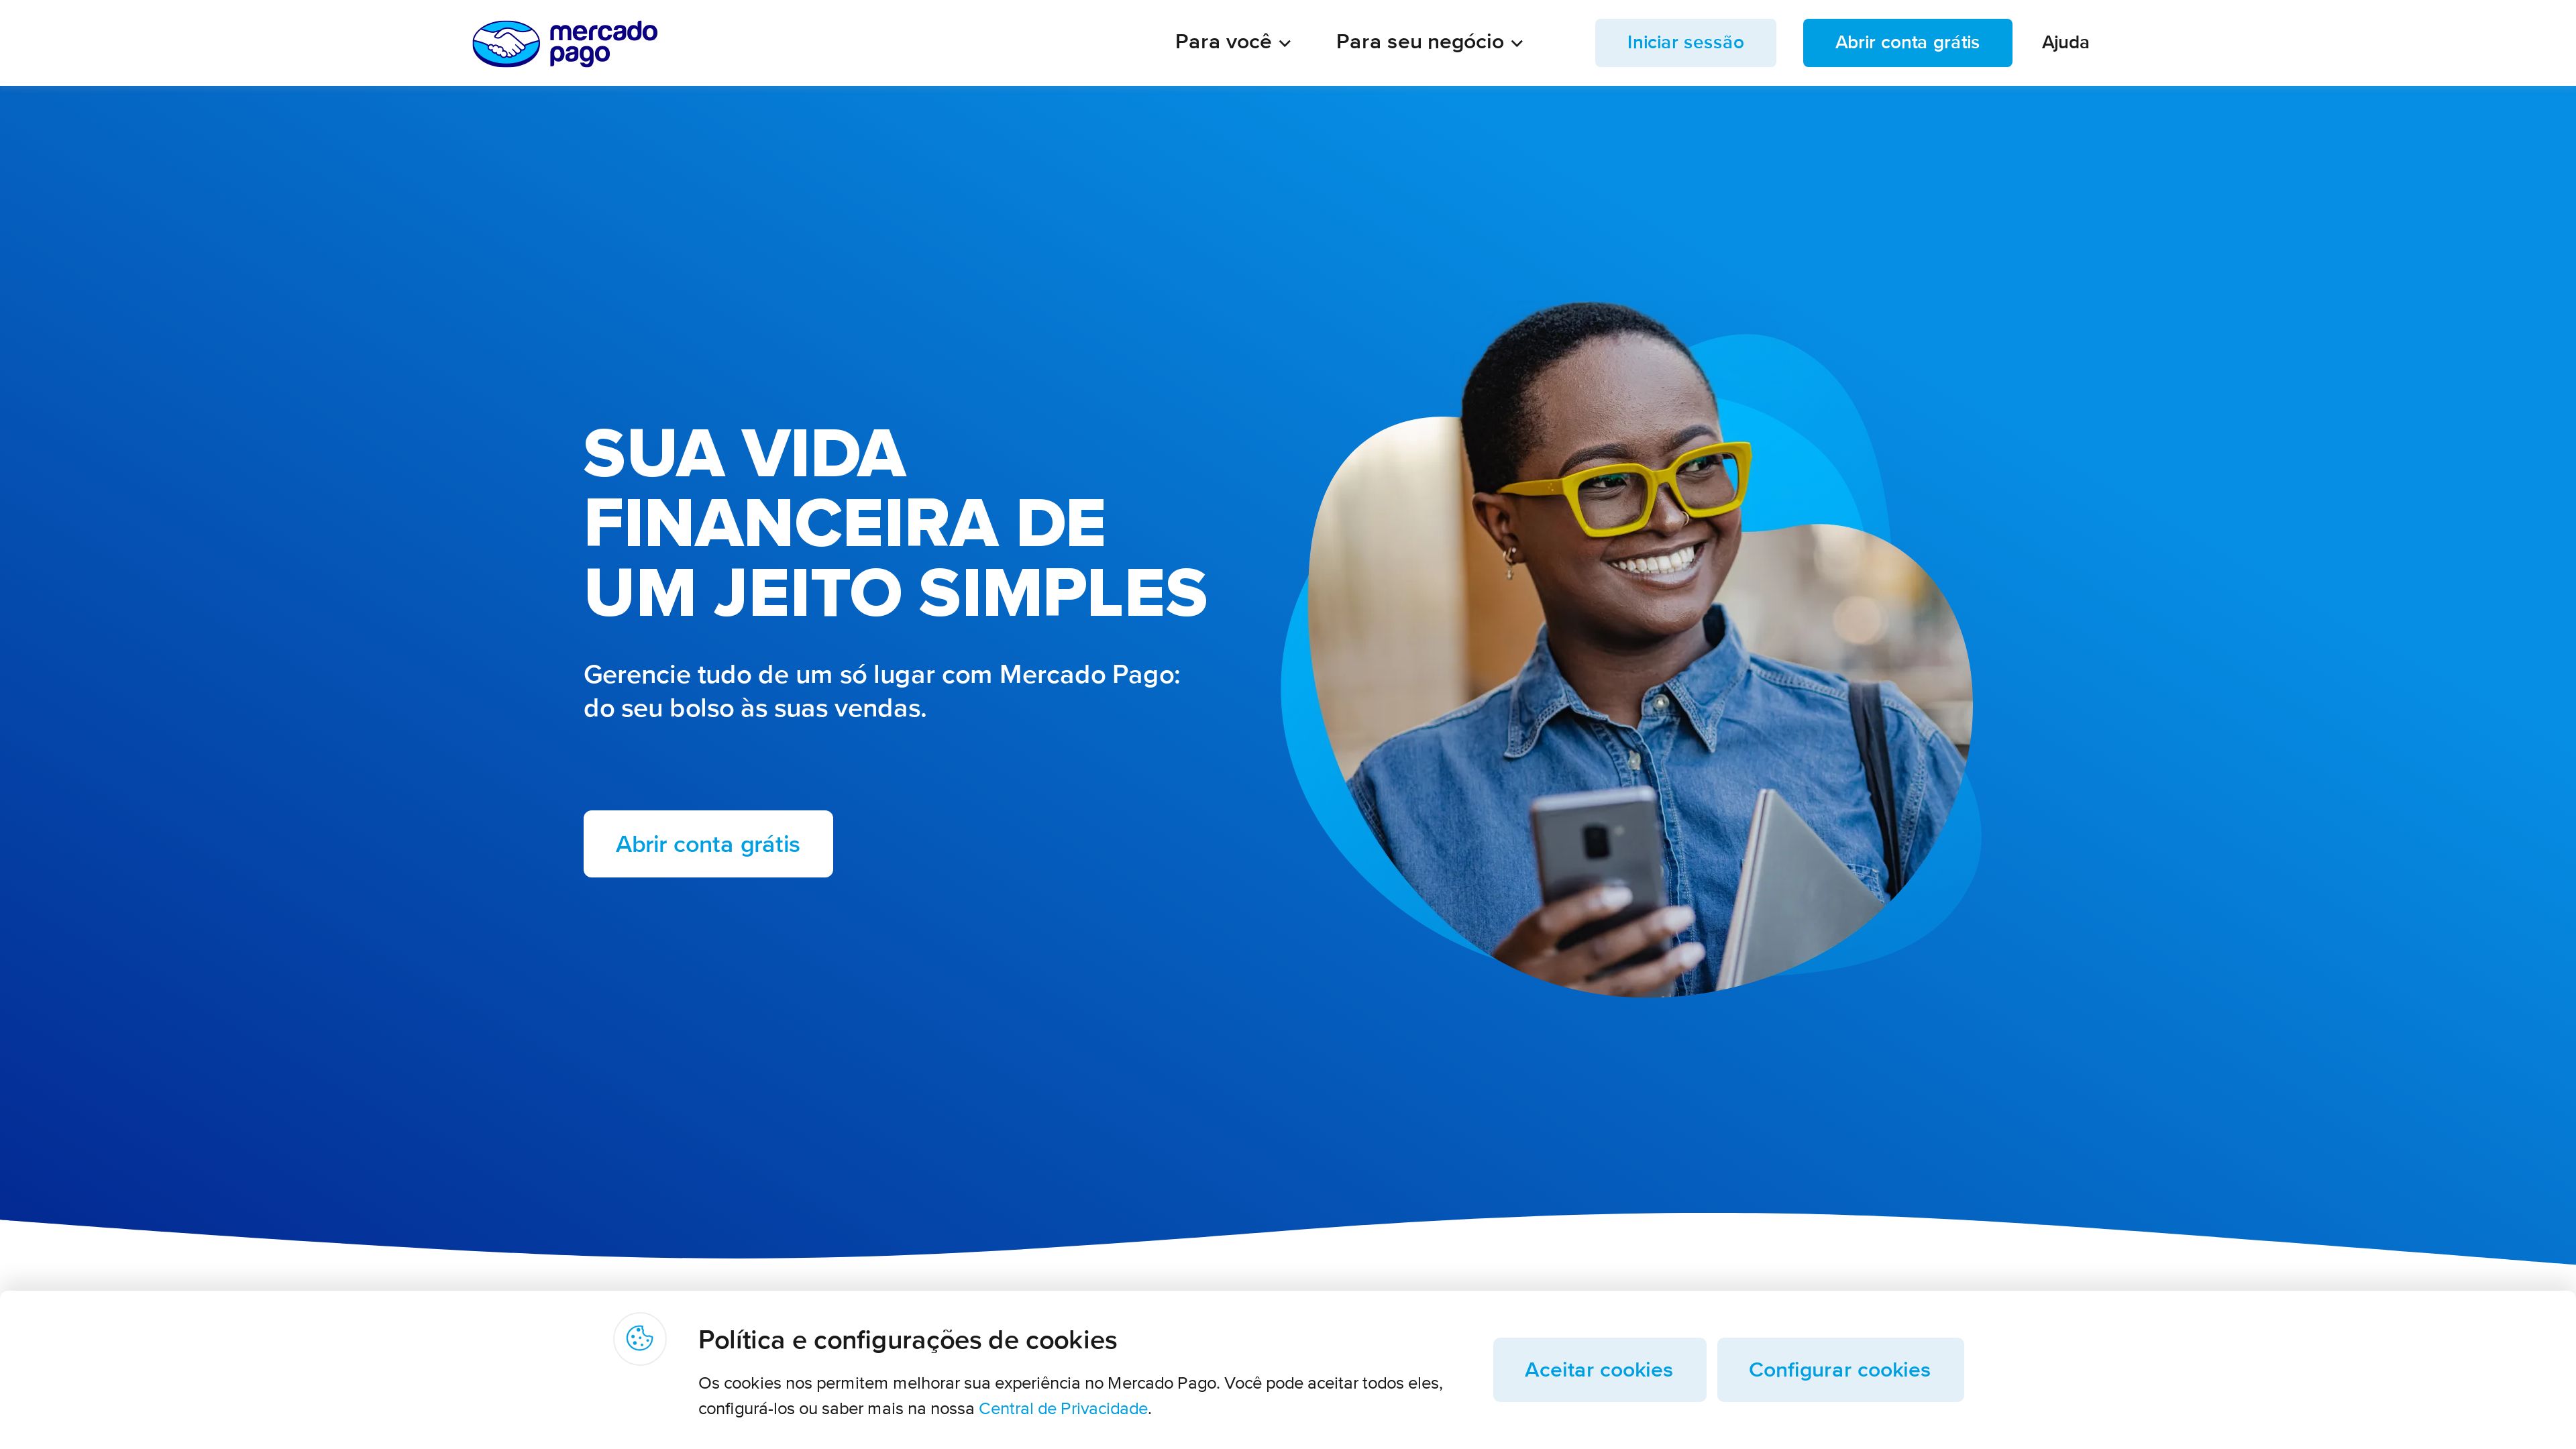 mercado
pago
Para você
Para seu negócio
Iniciar sessão
Abrir conta grátis
Ajuda
SUA VIDA
FINANCEIRA DE
UM JEITO SIMPLES
Gerencie tudo de um só lugar com Mercado Pago:
do seu bolso às suas vendas.
Abrir conta grátis
Política e configurações de cookies
Os cookies nos permitem melhorar sua experiência no Mercado Pago. Você pode aceitar todos eles,
configurá-los ou saber mais na nossa Central de Privacidade.
Aceitar cookies
Configurar cookies